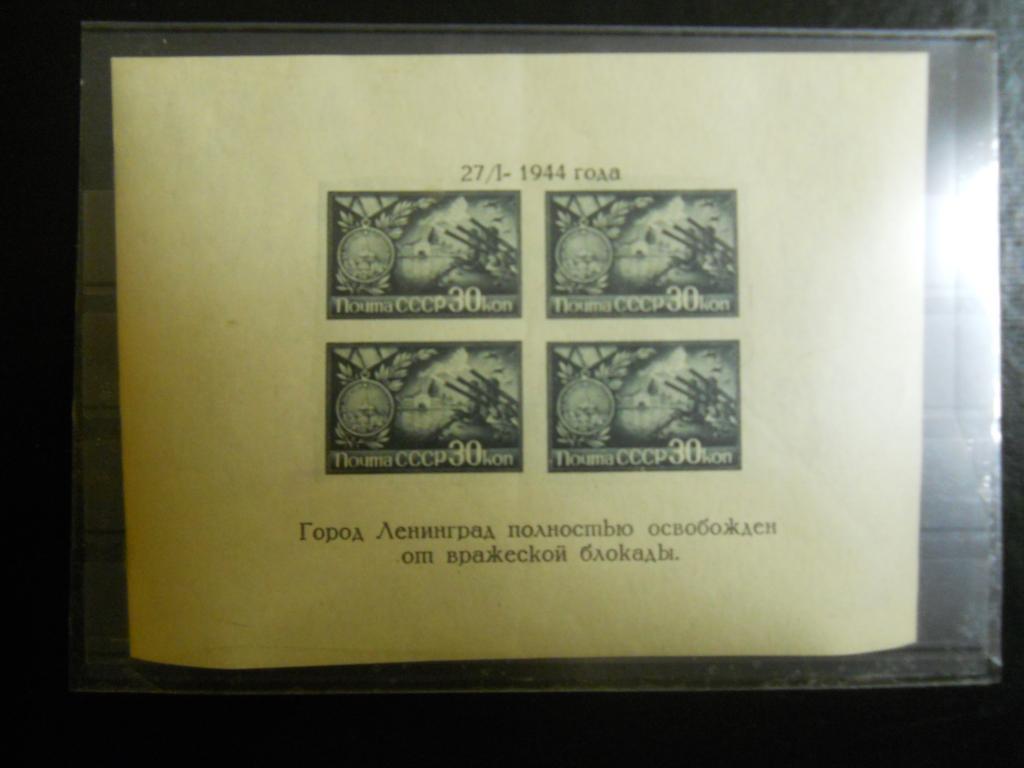 27/I- 1944 года
Почта СССР 30 коп
Почта СССР 30 коп
Почта СССР 30 коп
Почта СССР 30 коп
Город Ленинград полностью освобожден
от вражеской блокады.